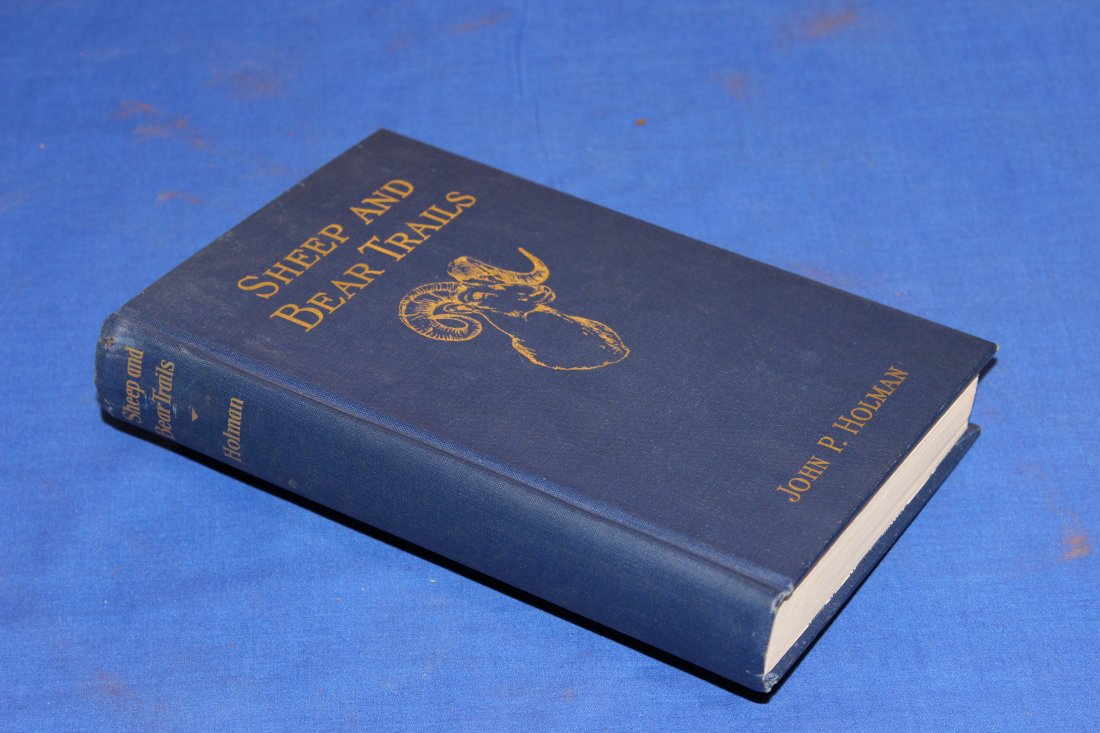 SHEEP AND
BEAR TRAILS
JOHN P. HOLMAN
Sheep and
Bear Trails
Holman